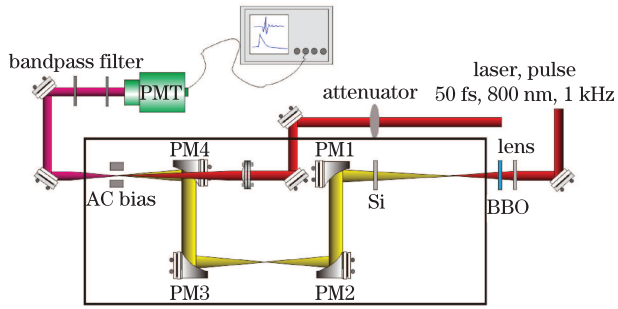 bandpass filter
PMT
attenuator
laser, pulse
50 fs, 800 nm, 1 kHz
PM4
PM1
lens
AC bias
Si
BBO
PM3
PM2